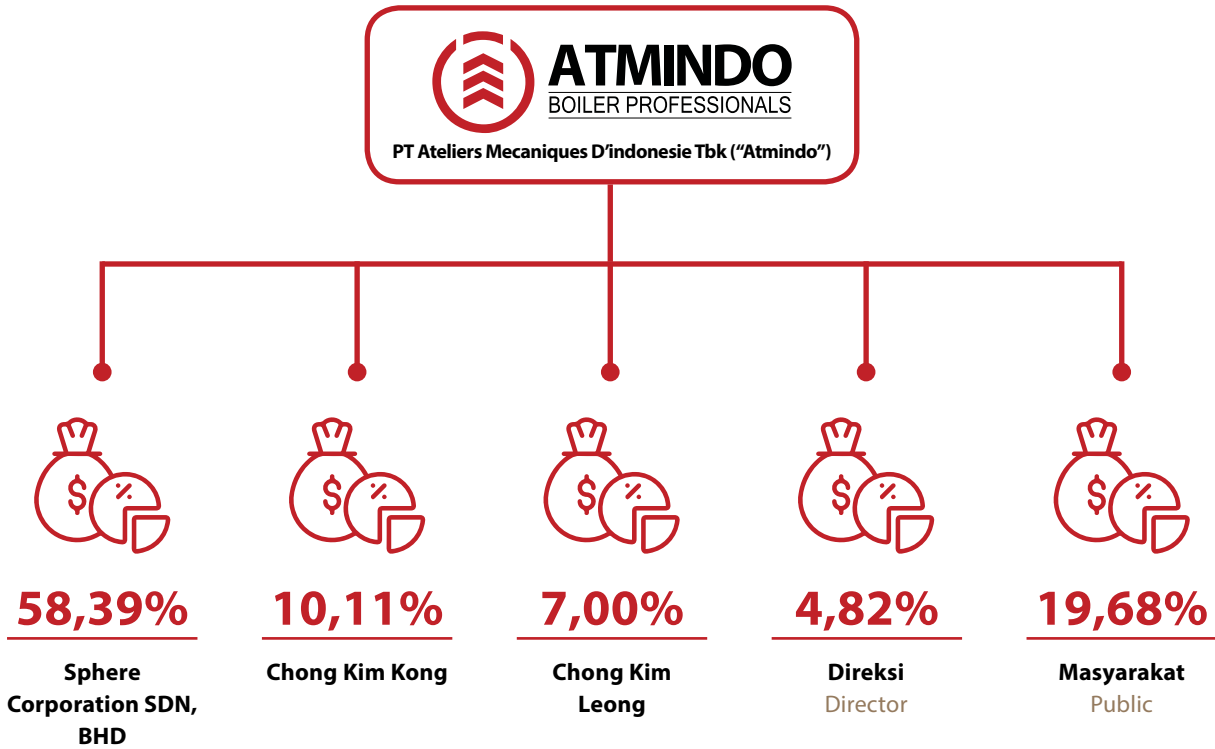 ATMINDO
BOILER PROFESSIONALS
PT Ateliers Mecaniques D’indonesie Tbk (“Atmindo”)
$ %
$ %
$ %
$ %
$ %
58,39%
10,11%
7,00%
4,82%
19,68%
Sphere
Corporation SDN,
BHD
Chong Kim Kong
Chong Kim
Leong
Direksi
Director
Masyarakat
Public